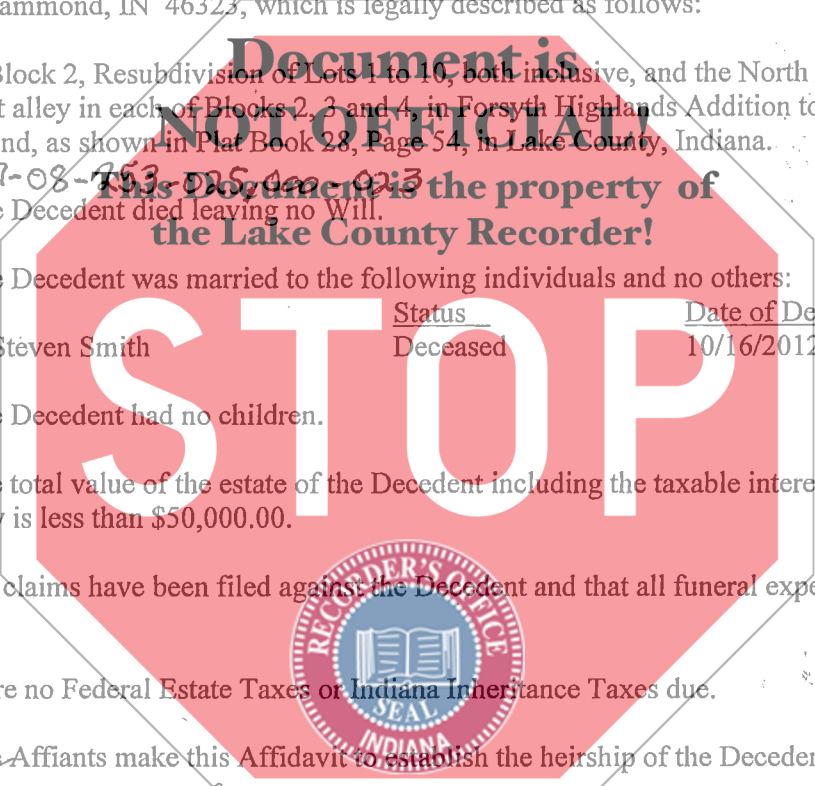 ammond, IN 46323, which is legally described as follows:
Document is
Block 2, Resubdivision of Lots 1 to 10, both inclusive, and the North
t alley in each of Blocks 2, 3 and 4, in Forsyth Highlands Addition to
NOT OFFICIAL!
nd, as shown in Plat Book 28, Page 54, in Lake County, Indiana.
This Document is the property of
e Decedent died leaving no Will.
the Lake County Recorder!
e Decedent was married to the following individuals and no others:
Status Date of De
Steven Smith Deceased 10/16/2012
e Decedent had no children.
STOP
e total value of the estate of the Decedent including the taxable intere
y is less than $50,000.00.
claims have been filed against the Decedent and that all funeral expe
RECORDER'S OFFICE
re no Federal Estate Taxes or Indiana Inheritance Taxes due.
SEAL
INDIANA
s Affiants make this Affidavit to establish the heirship of the Deceden